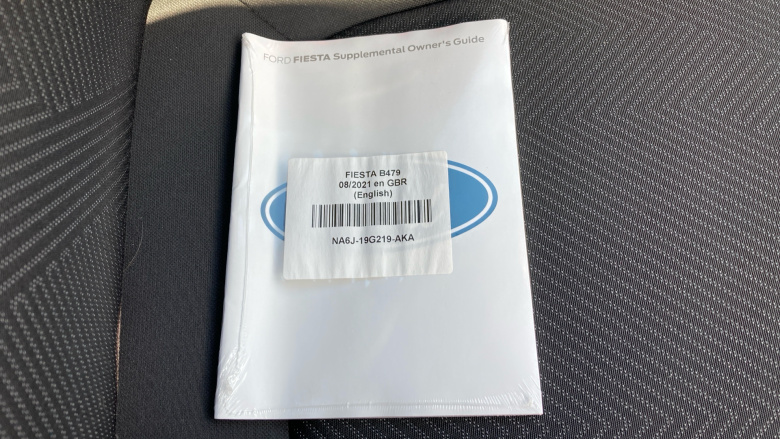 FORD FIESTA Supplemental Owner's Guide
FIESTA B479
08/2021 en GBR
(English)
NA6J-19G219-AKA